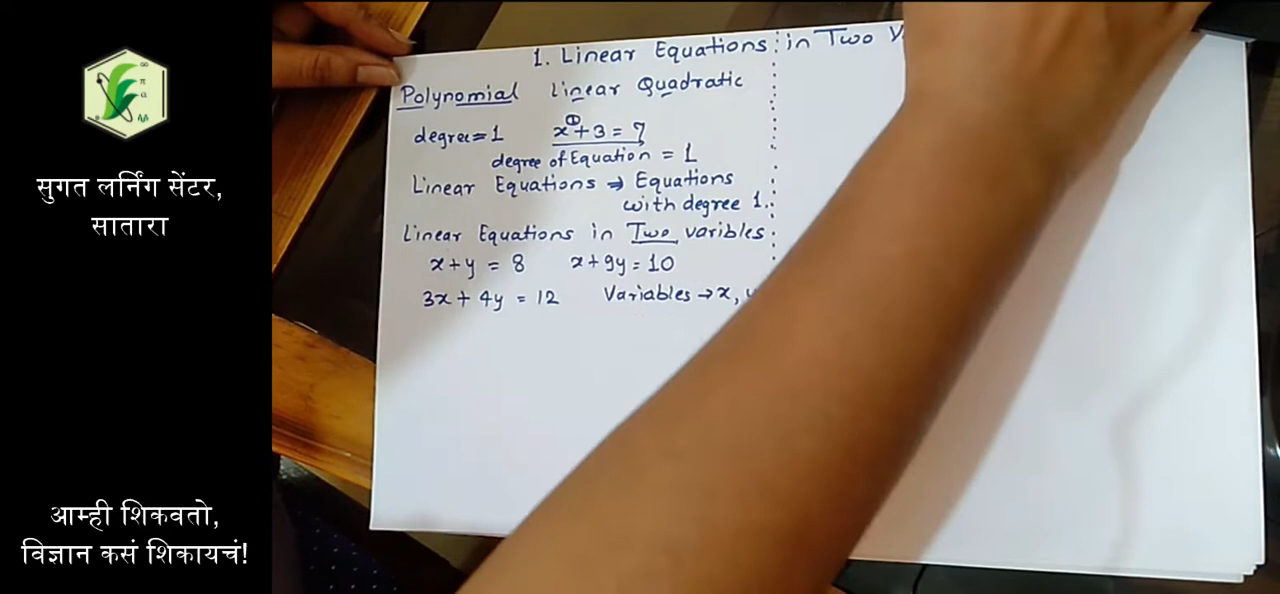 सुगत लर्निंग सेंटर,
सातारा
आम्ही शिकवतो,
विज्ञान कसं शिकायचं!
1. Linear Equations in Two
Polynomial Linear Quadratic
degree=1 x¹+3=7
degree of Equation = 1
Linear Equations → Equations
with degree 1.
Linear Equations in Two varibles
x+y = 8 x+9y=10
3x+4y = 12 Variables → x,